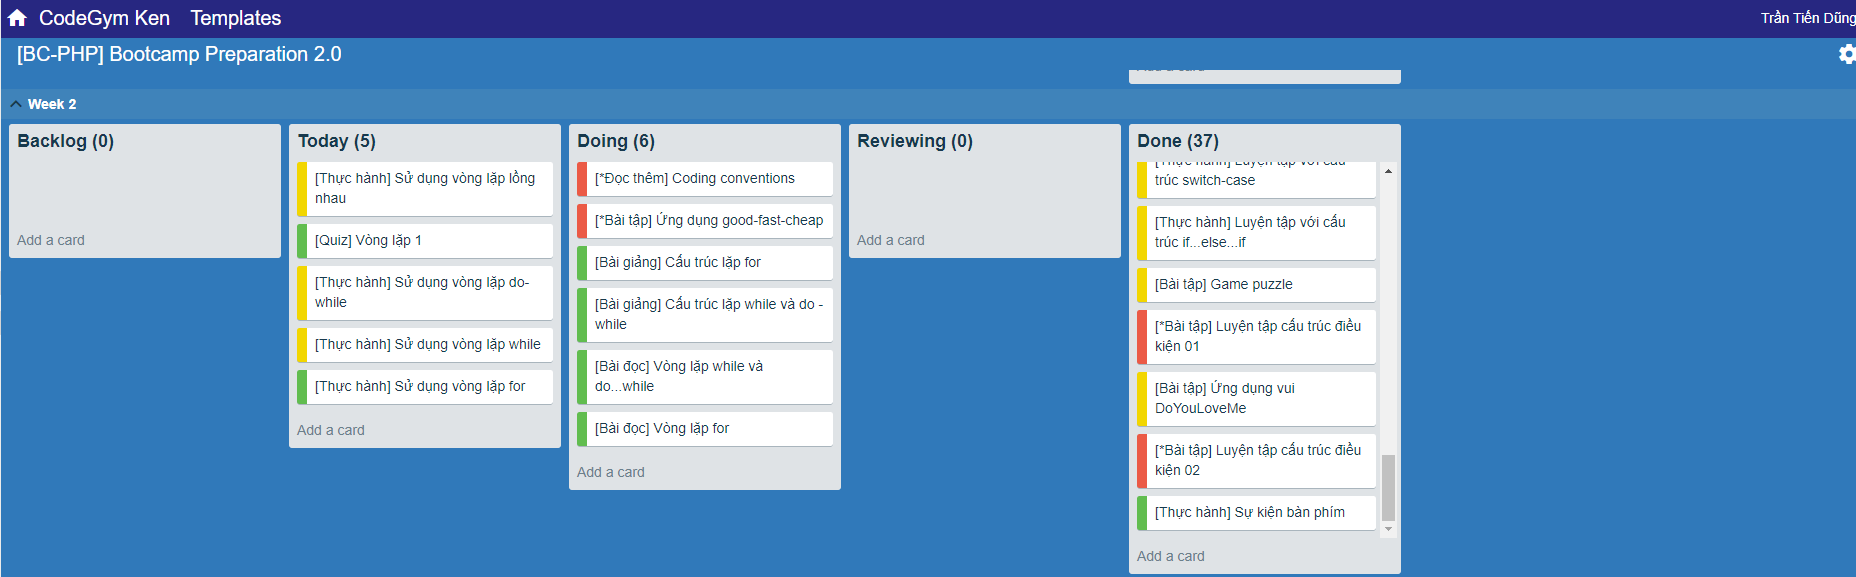 CodeGym Ken Templates Trần Tiến Dũng
[BC-PHP] Bootcamp Preparation 2.0
Week 2
Backlog (0)
Add a card
Today (5)
[Thực hành] Sử dụng vòng lặp lồng
nhau
[Quiz] Vòng lặp 1
[Thực hành] Sử dụng vòng lặp do-
while
[Thực hành] Sử dụng vòng lặp while
[Thực hành] Sử dụng vòng lặp for
Add a card
Doing (6)
[*Đọc thêm] Coding conventions
[*Bài tập] Ứng dụng good-fast-cheap
[Bài giảng] Cấu trúc lặp for
[Bài giảng] Cấu trúc lặp while và do -
while
[Bài đọc] Vòng lặp while và
do...while
[Bài đọc] Vòng lặp for
Add a card
Reviewing (0)
Add a card
Done (37)
[Thực hành] Luyện tập với cấu
trúc switch-case
[Thực hành] Luyện tập với cấu
trúc if...else...if
[Bài tập] Game puzzle
[*Bài tập] Luyện tập cấu trúc điều
kiện 01
[Bài tập] Ứng dụng vui
DoYouLoveMe
[*Bài tập] Luyện tập cấu trúc điều
kiện 02
[Thực hành] Sự kiện bàn phím
Add a card